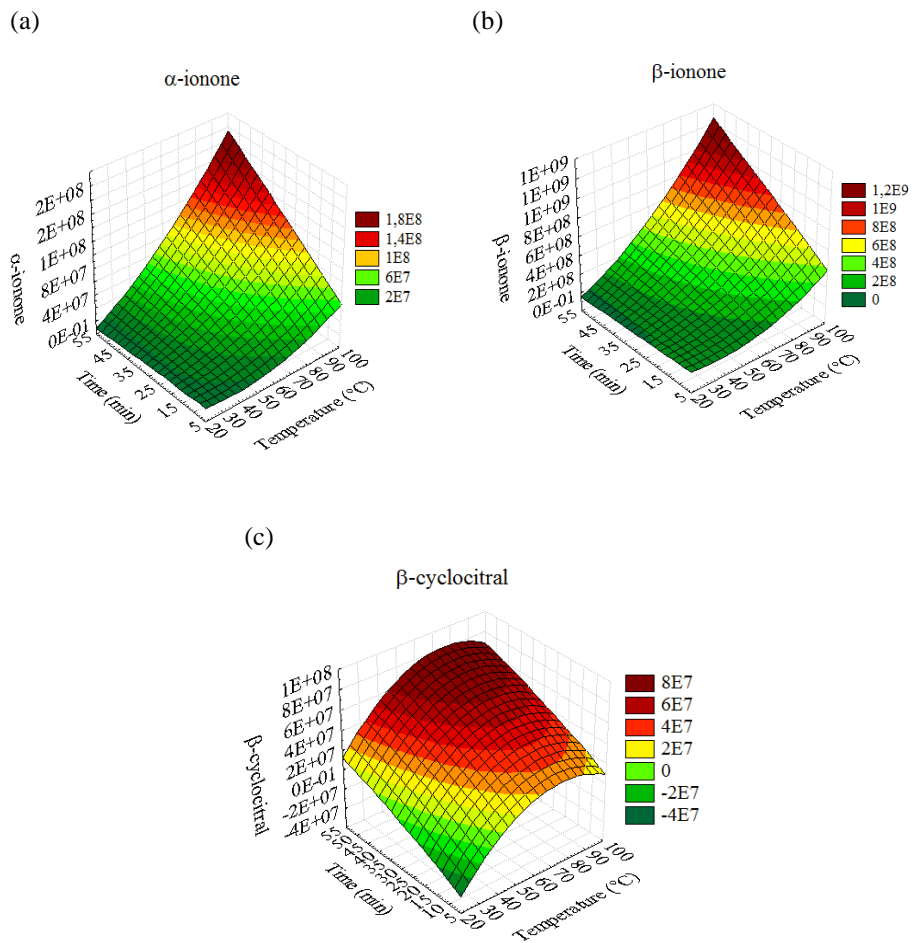 (a)
(b)
α-ionone
β-ionone
2E+08
2E+08
1E+08
8E+07
4E+07
0E-01
α-ionone
55
45
35
25
15
5
Time (min)
20
30
40
50
60
70
80
90
100
Temperature (°C)
1,8E8
1,4E8
1E8
6E7
2E7
1E+09
1E+09
1E+09
8E+08
6E+08
4E+08
2E+08
0E-01
β-ionone
55
45
35
25
15
5
Time (min)
20
30
40
50
60
70
80
90
100
Temperature (°C)
1,2E9
1E9
8E8
6E8
4E8
2E8
0
(c)
β-cyclocitral
1E+08
8E+07
6E+07
4E+07
2E+07
0E-01
-2E+07
-4E+07
β-cyclocitral
Time (min)
20
30
40
50
60
70
80
90
100
Temperature (°C)
8E7
6E7
4E7
2E7
0
-2E7
-4E7